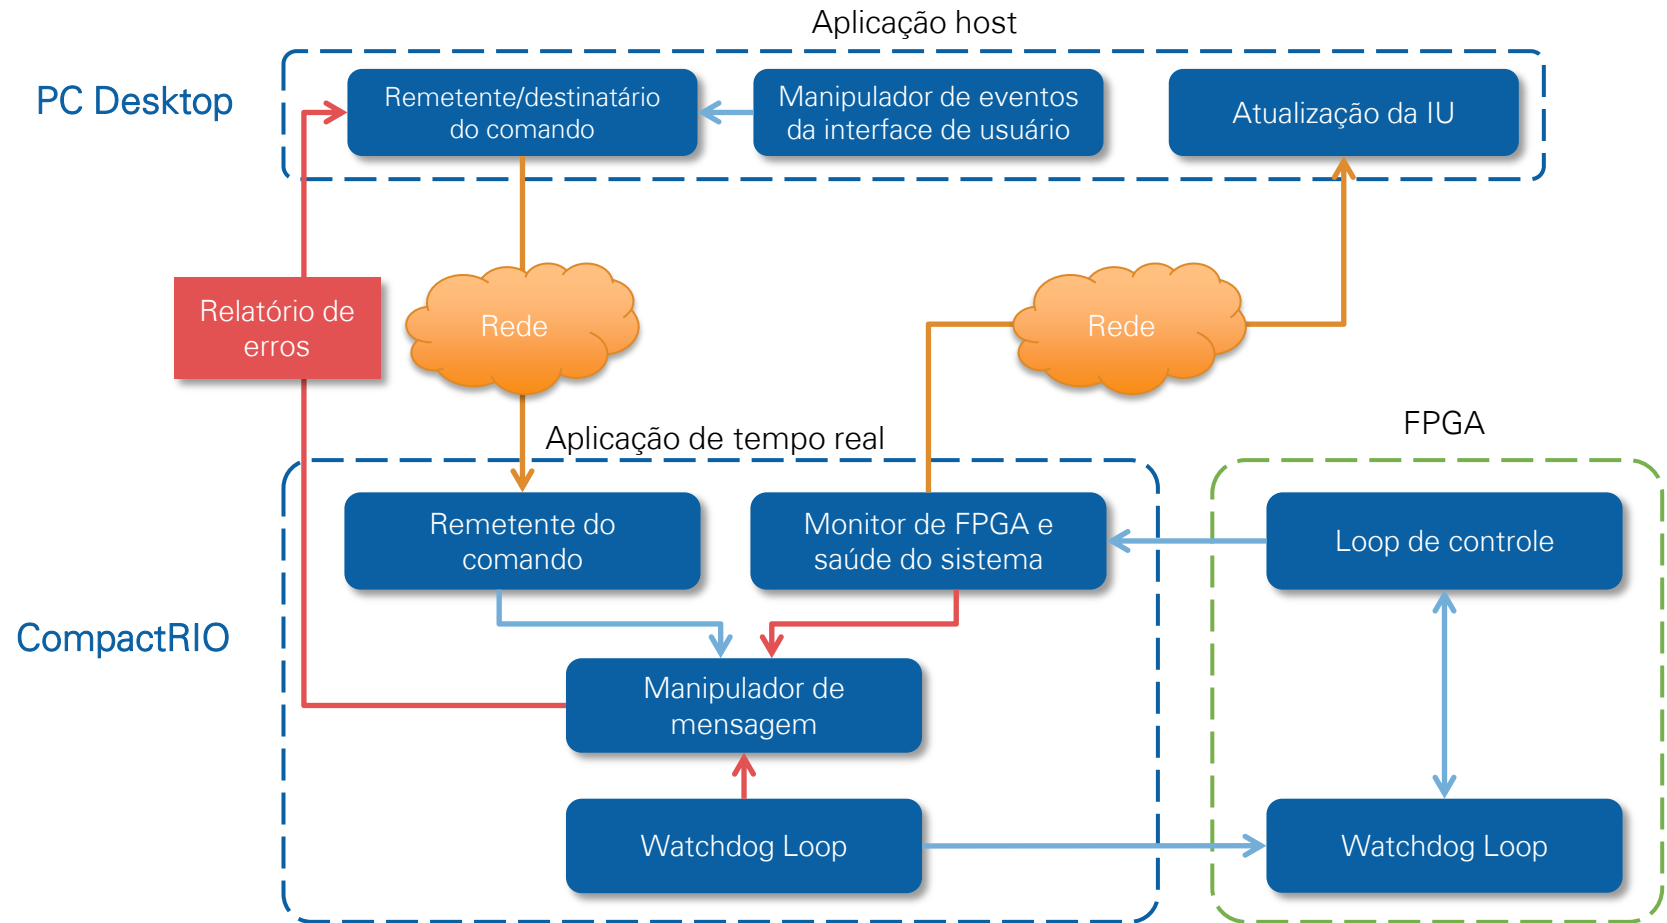 Aplicação host
PC Desktop
Remetente/destinatário
do comando
Manipulador de eventos
da interface de usuário
Atualização da IU
Relatório de
erros
Rede
Rede
Aplicação de tempo real
FPGA
Remetente do
comando
Monitor de FPGA e
saúde do sistema
Loop de controle
CompactRIO
Manipulador de
mensagem
Watchdog Loop
Watchdog Loop